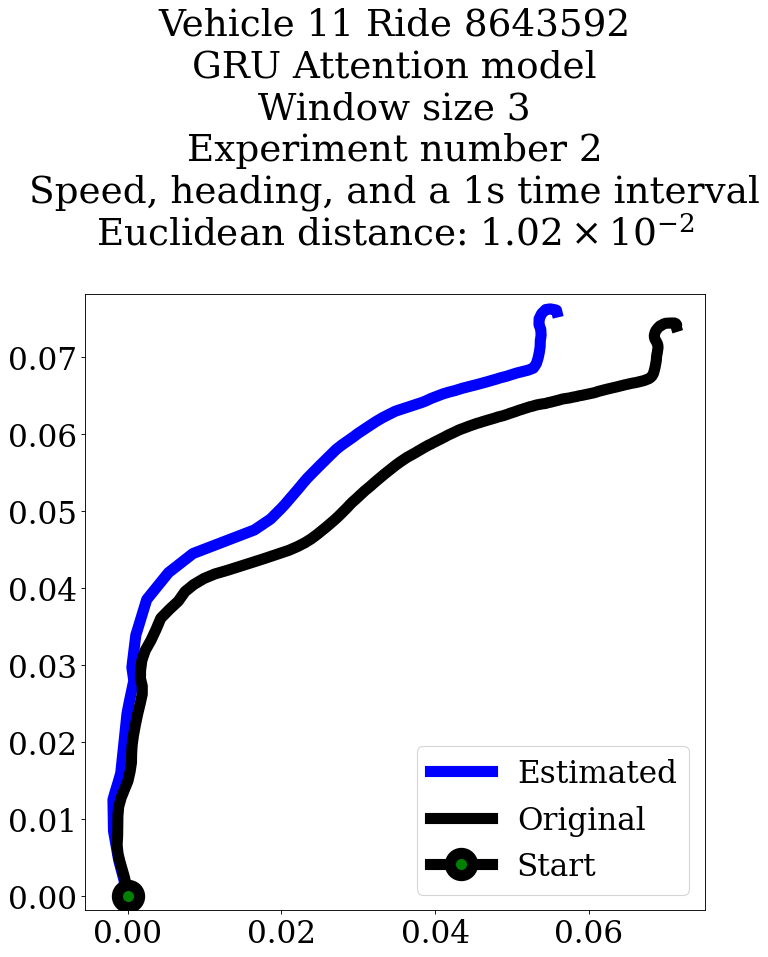 Vehicle 11 Ride 8643592
GRU Attention model
Window size 3
Experiment number 2
Speed, heading, and a 1s time interval
Euclidean distance: 1.02 × 10⁻²
0.07
0.06
0.05
0.04
0.03
0.02
0.01
0.00
Estimated
Original
Start
0.00 0.02 0.04 0.06